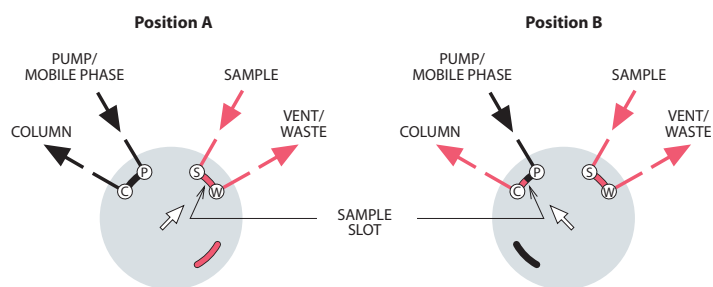 Position A
PUMP/
MOBILE PHASE
SAMPLE
VENT/
WASTE
COLUMN
P
S
C
W
Position B
PUMP/
MOBILE PHASE
SAMPLE
VENT/
WASTE
COLUMN
P
S
C
W
SAMPLE
SLOT